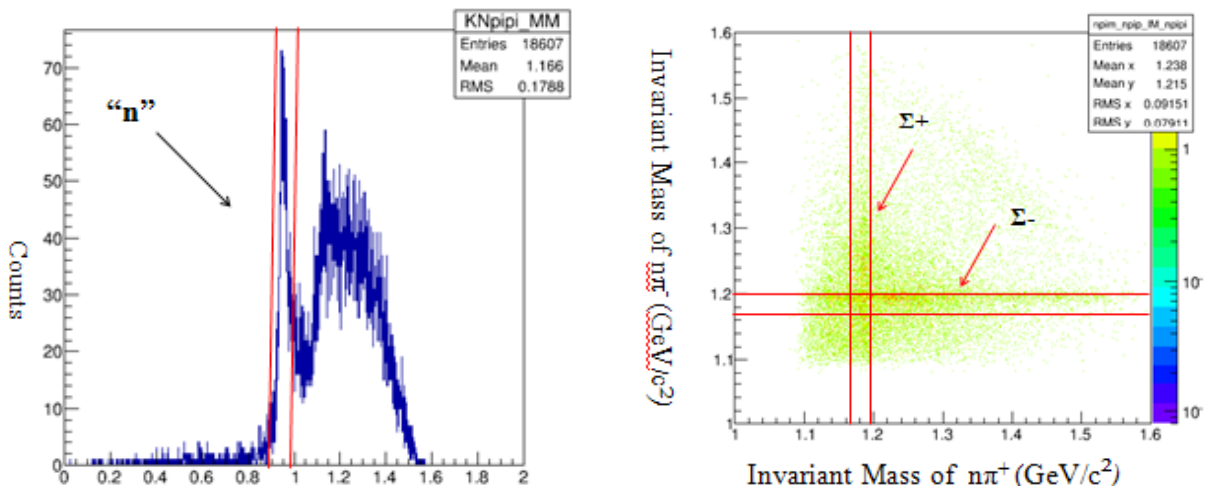 KNpipi_MM
Entries 18607
Mean 1.166
RMS 0.1788
“n”
Counts
70
60
50
40
30
20
10
0
0 0.2 0.4 0.6 0.8 1 1.2 1.4 1.6 1.8 2
npim_npip_IM_npipi
Entries 18607
Mean x 1.238
Mean y 1.215
RMS x 0.09151
RMS y 0.07911
Σ+
Σ-
Invariant Mass of nπ⁻ (GeV/c²)
1.6
1.5
1.4
1.3
1.2
1.1
1
1 1.1 1.2 1.3 1.4 1.5 1.6
1
10⁻
10⁻
Invariant Mass of nπ⁺ (GeV/c²)